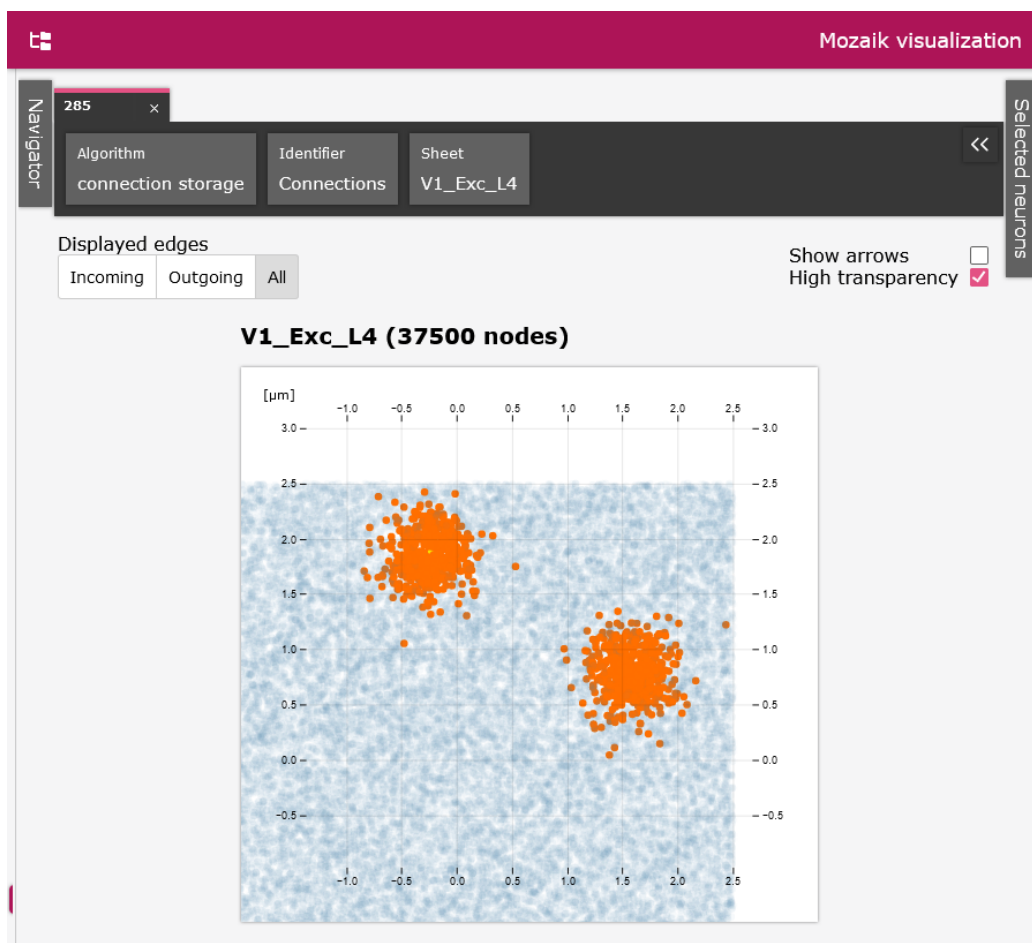 Mozaik visualization
Navigator
285 ×
Selected neurons
Algorithm
connection storage
Identifier
Connections
Sheet
V1_Exc_L4
Displayed edges
Incoming Outgoing All
Show arrows
High transparency
V1_Exc_L4 (37500 nodes)
[µm]
−1.0 −0.5 0.0 0.5 1.0 1.5 2.0 2.5
3.0 3.0
2.5 2.5
2.0 2.0
1.5 1.5
1.0 1.0
0.5 0.5
0.0 0.0
−0.5 −0.5
−1.0 −0.5 0.0 0.5 1.0 1.5 2.0 2.5